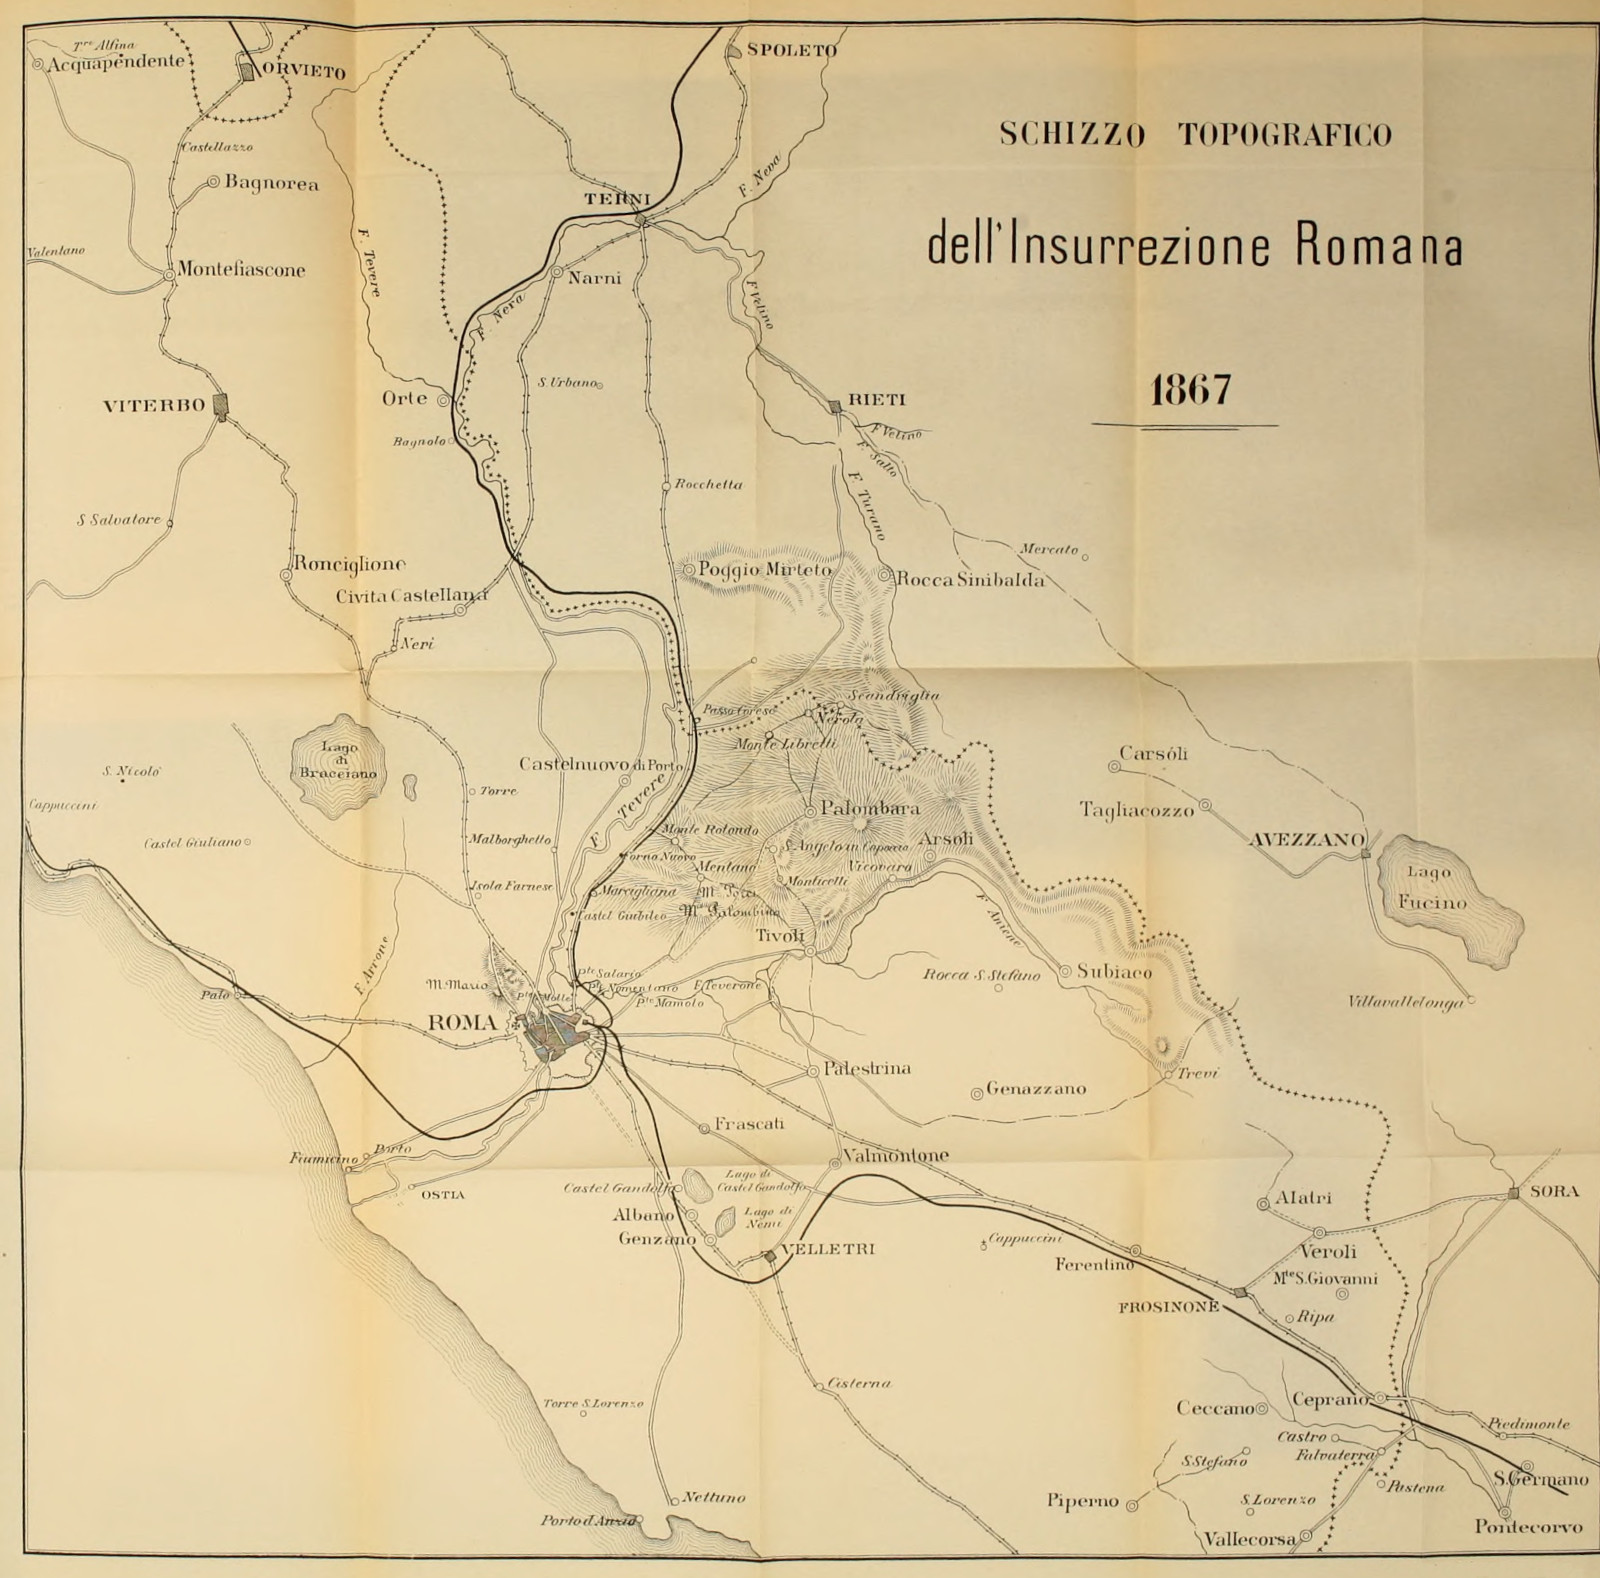 SCHIZZO TOPOGRAFICO
dell'Insurrezione Romana
1867
T.re Alfina
Acquapendente
ORVIETO
SPOLETO
Castellazzo
Bagnorea
F. Neva
TERNI
Valentano
F. Tevere
Montefiascone
Narni
F. Nera
F Velino
S. Urbano
Orte
VITERBO
RIETI
F Velino
Bagnolo
F. Salto
Rocchetta
F. Turano
S Salvatore
Mercato
Ronciglione
Poggio Mirteto
Rocca Sinibalda
Civita Castellana
Neri
Scandriglia
Passo Corese
Nerola
Monte Libretti
Lago
di
Bracciano
S. Nicolo
Castelnuovo di Porto
Carsóli
Torre
F. Tevere
Cappuccini
Palombara
Tagliacozzo
Castel Giuliano
Malborghetto
Monte Rotondo
S. Angelo in Capoccia
Arsoli
AVEZZANO
Forno Nuovo
Mentana
Vicovaro
Lago
Fucino
Isola Farnese
Marcigliana
Monticelli
Castel Giubileo
M. Palombino
F. Aniene
Tivoli
F. Arrone
M. Mario
P.te Salario
P.te Nomentano
F. Teverone
P.te Molle
P.te Mamolo
Rocca S. Stefano
Subiaco
Villavallelonga
Palo
ROMA
Palestrina
Trevi
Genazzano
Frascati
Fiumicino
Porto
Valmontone
OSTIA
Castel Gandolfo
Lago di
Castel Gandolfo
Alatri
SORA
Albano
Lago di
Nemi
Genzano
VELLETRI
Cappuccini
Veroli
Ferentino
M.te S. Giovanni
FROSINONE
Ripa
Cisterna
Torre S. Lorenzo
Ceccano
Ceprano
Piedimonte
Castro
Falvaterra
S. Stefano
S. Germano
Pastena
Nettuno
Piperno
S. Lorenzo
Porto d'Anzio
Vallecorsa
Pontecorvo